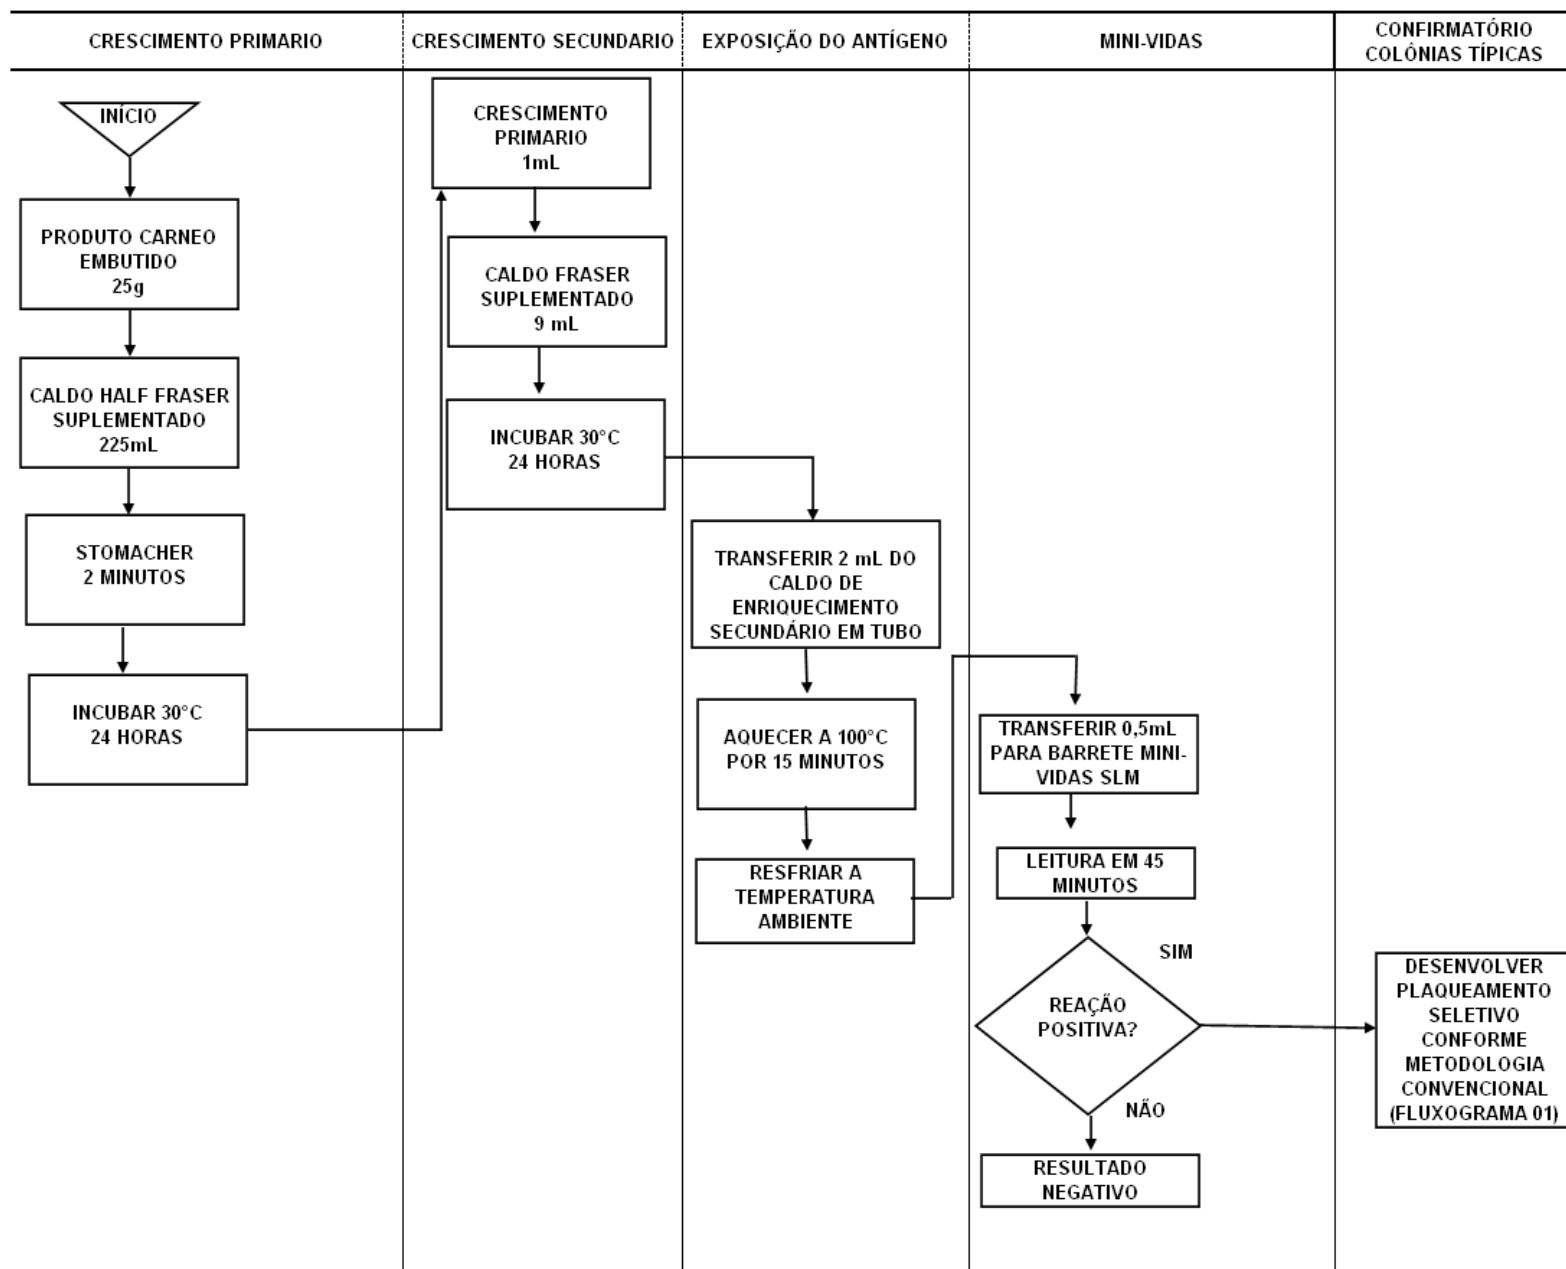 CRESCIMENTO PRIMARIO
CRESCIMENTO SECUNDARIO
EXPOSIÇÃO DO ANTÍGENO
MINI-VIDAS
CONFIRMATÓRIO
COLÔNIAS TÍPICAS
INÍCIO
PRODUTO CARNEO
EMBUTIDO
25g
CALDO HALF FRASER
SUPLEMENTADO
225mL
STOMACHER
2 MINUTOS
INCUBAR 30°C
24 HORAS
CRESCIMENTO
PRIMARIO
1mL
CALDO FRASER
SUPLEMENTADO
9 mL
INCUBAR 30°C
24 HORAS
TRANSFERIR 2 mL DO
CALDO DE
ENRIQUECIMENTO
SECUNDÁRIO EM TUBO
AQUECER A 100°C
POR 15 MINUTOS
RESFRIAR A
TEMPERATURA
AMBIENTE
TRANSFERIR 0,5mL
PARA BARRETE MINI-
VIDAS SLM
LEITURA EM 45
MINUTOS
REAÇÃO
POSITIVA?
SIM
NÃO
RESULTADO
NEGATIVO
DESENVOLVER
PLAQUEAMENTO
SELETIVO
CONFORME
METODOLOGIA
CONVENCIONAL
(FLUXOGRAMA 01)